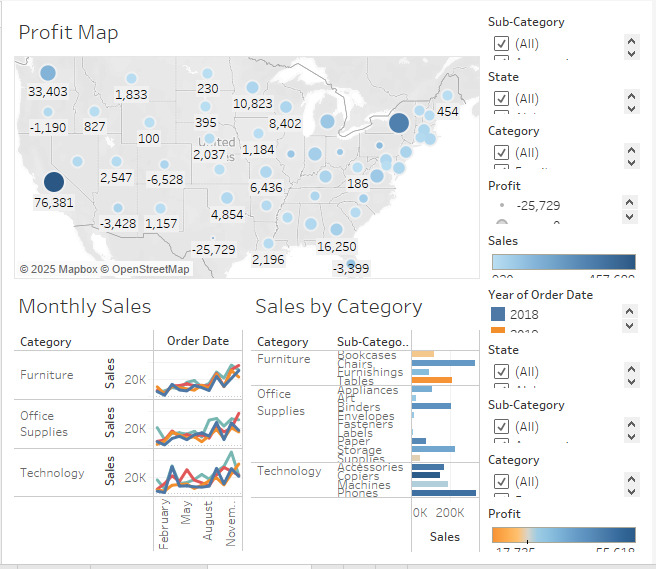 Profit Map
33,403
1,833
230
10,823
454
-1,190
827
395
8,402
100
United
2,037
1,184
2,547
-6,528
6,436
186
76,381
4,854
-3,428
1,157
16,250
-25,729
2,196
-3,399
© 2025 Mapbox © OpenStreetMap
Monthly Sales
Category
Order Date
Furniture
Sales
20K
Office
Supplies
Sales
20K
Technology
Sales
20K
February
May
August
Novem..
Sales by Category
Category
Sub-Catego..
Furniture
Bookcases
Chairs
Furnishings
Tables
Office
Supplies
Appliances
Art
Binders
Envelopes
Fasteners
Labels
Paper
Storage
Supplies
Technology
Accessories
Copiers
Machines
Phones
0K 200K
Sales
Sub-Category
(All)
State
(All)
Category
(All)
Profit
-25,729
0
Sales
Year of Order Date
2018
2019
State
(All)
Sub-Category
(All)
Category
(All)
Profit